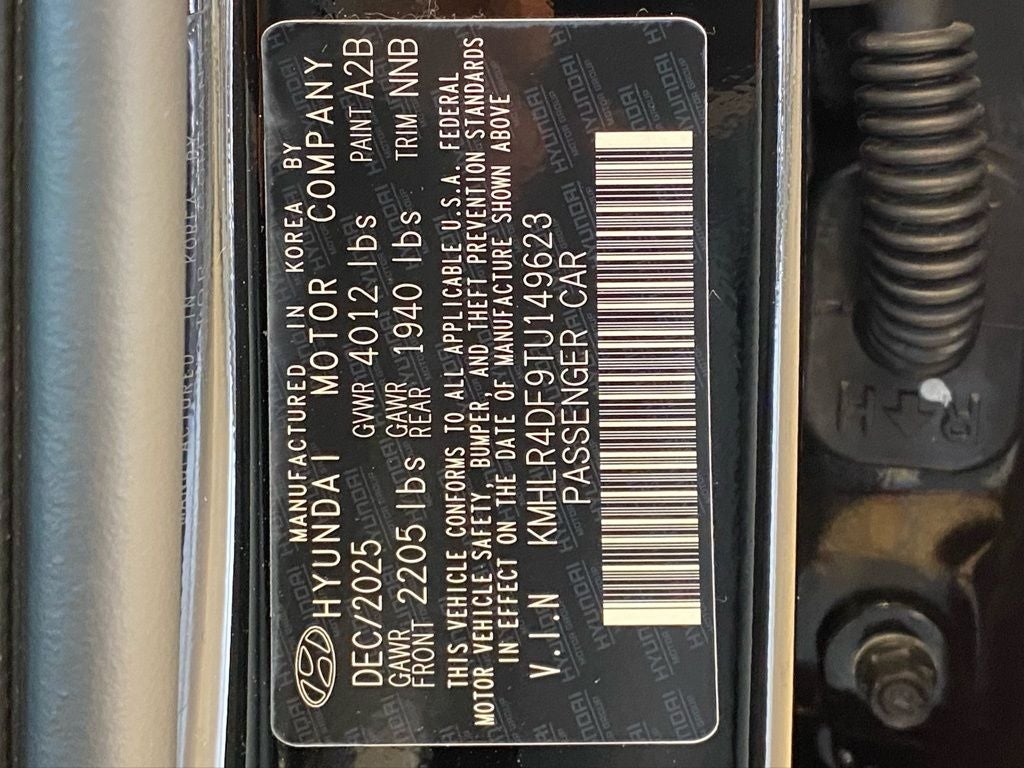 MANUFACTURED IN KOREA BY
HYUNDAI MOTOR COMPANY
DEC/2025 GVWR 4012 lbs PAINT A2B
GAWR FRONT 2205 lbs GAWR REAR 1940 lbs TRIM NNB
THIS VEHICLE CONFORMS TO ALL APPLICABLE U.S.A. FEDERAL
MOTOR VEHICLE SAFETY, BUMPER, AND THEFT PREVENTION STANDARDS
IN EFFECT ON THE DATE OF MANUFACTURE SHOWN ABOVE
V.I.N KMHLR4DF9TU149623
PASSENGER CAR
RH